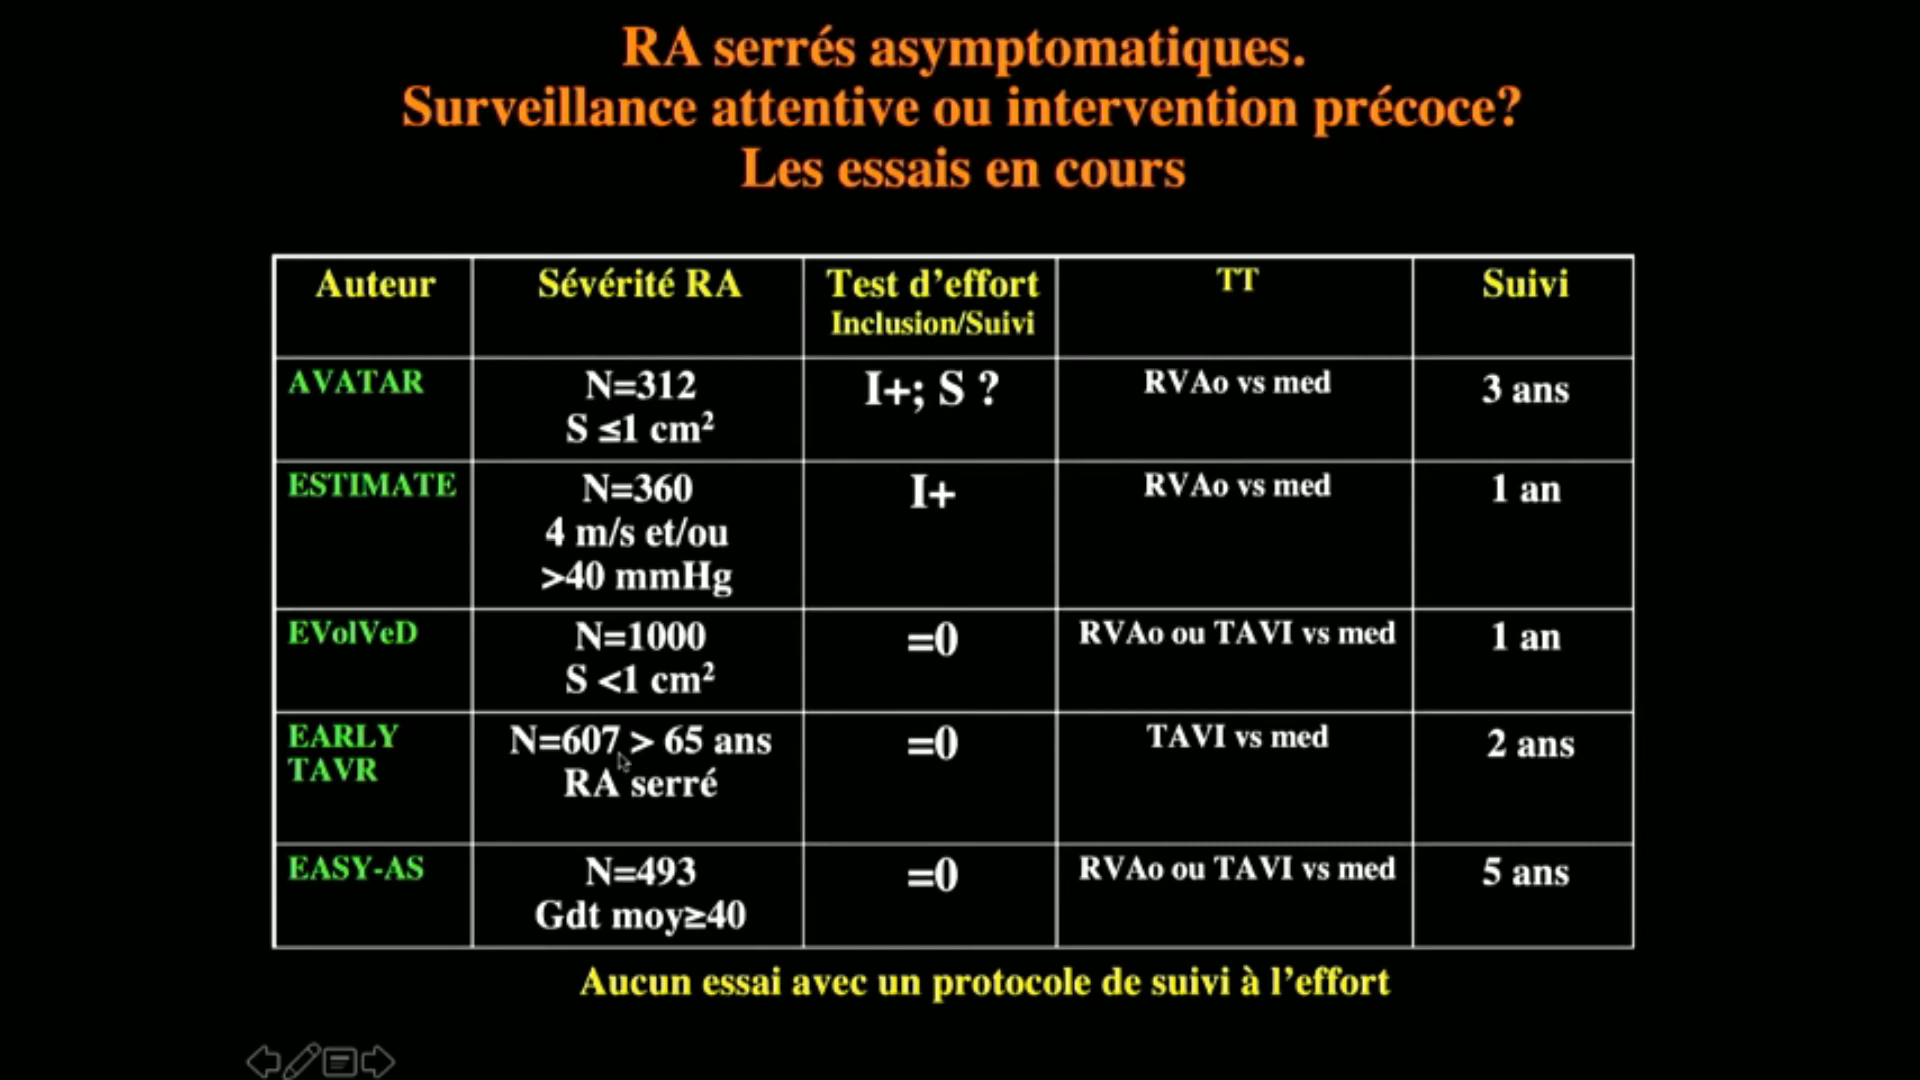 RA serrés asymptomatiques.
Surveillance attentive ou intervention précoce?
Les essais en cours
Auteur Sévérité RA Test d’effort TT Suivi
Inclusion/Suivi
AVATAR N=312 I+; S ? RVAo vs med 3 ans
S ≤1 cm²
ESTIMATE N=360 I+ RVAo vs med 1 an
4 m/s et/ou
>40 mmHg
EVolVeD N=1000 =0 RVAo ou TAVI vs med 1 an
S <1 cm²
EARLY N=607 > 65 ans =0 TAVI vs med 2 ans
TAVR RA serré
EASY-AS N=493 =0 RVAo ou TAVI vs med 5 ans
Gdt moy≥40
Aucun essai avec un protocole de suivi à l’effort